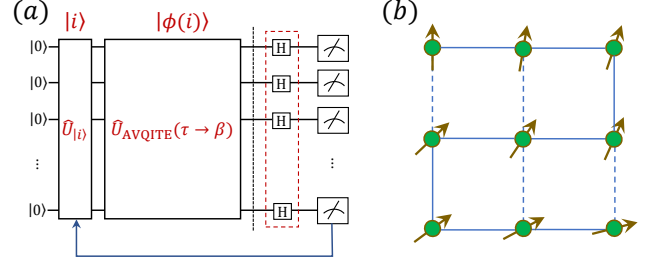 (a) |i⟩ |ϕ(i)⟩ (b)
|0⟩ H
|0⟩ H
|0⟩ H
Û|i⟩ ÛAVQITE(τ → β)
⋮ ⋮
|0⟩ H